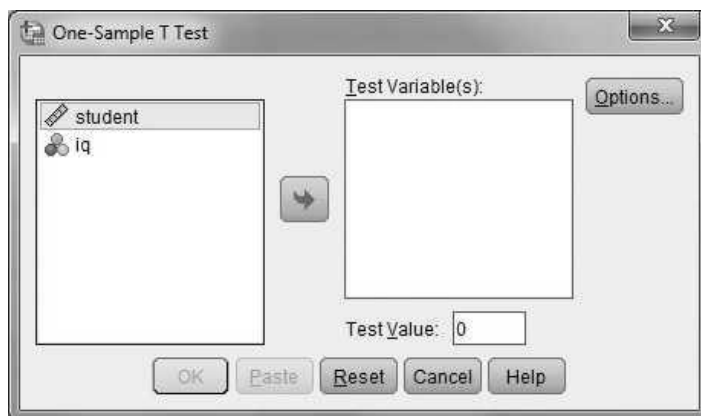 One-Sample T Test
Test Variable(s):
Options...
student
iq
Test Value: 0
OK Paste Reset Cancel Help